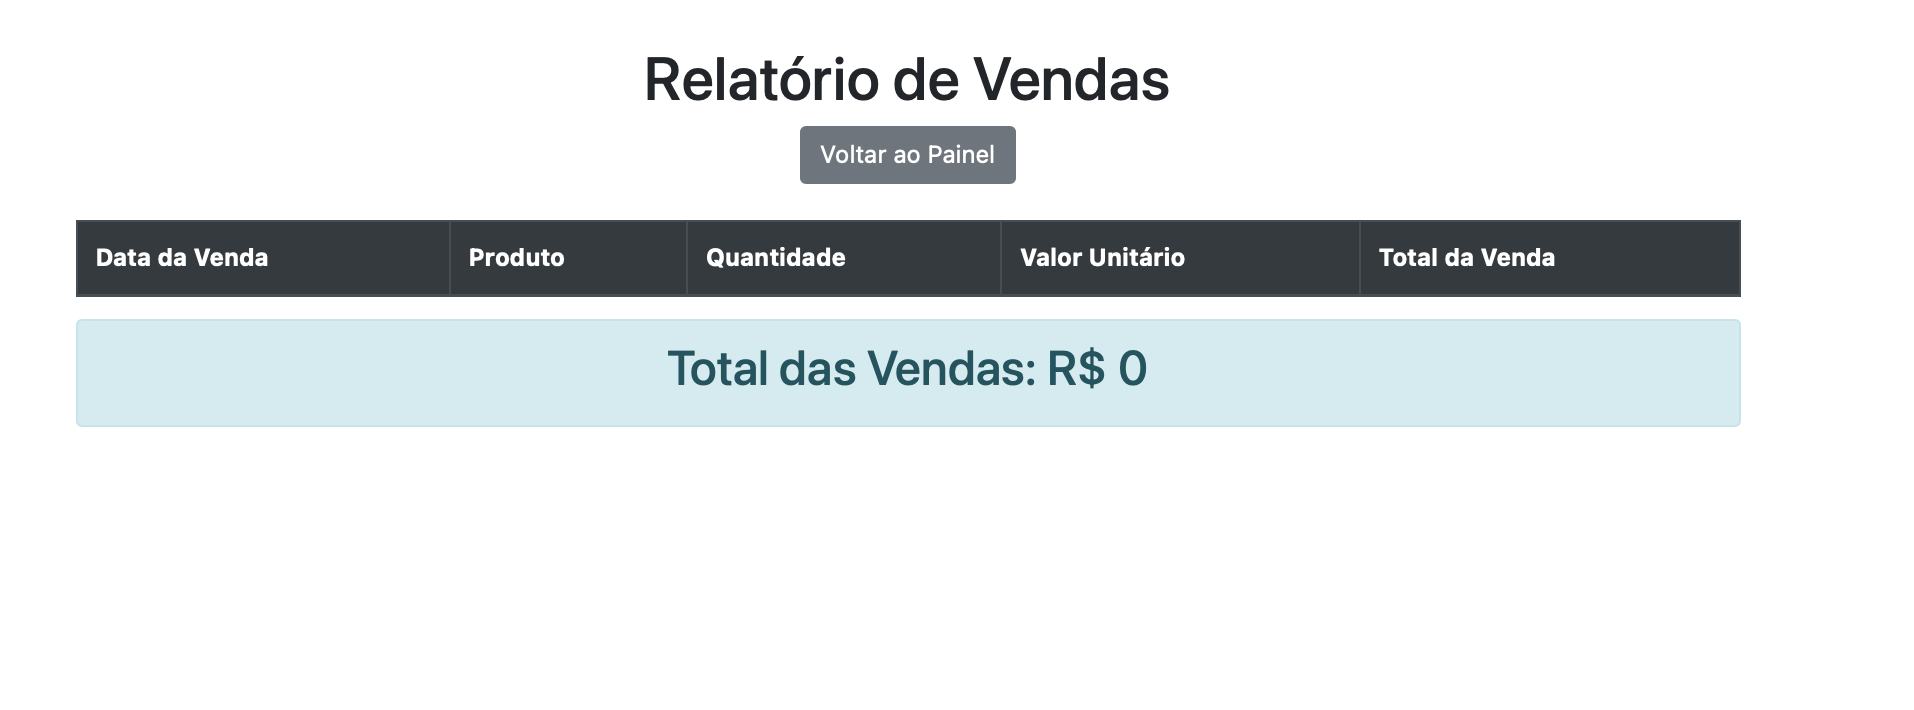 Relatório de Vendas
Voltar ao Painel
Data da Venda Produto Quantidade Valor Unitário Total da Venda
Total das Vendas: R$ 0